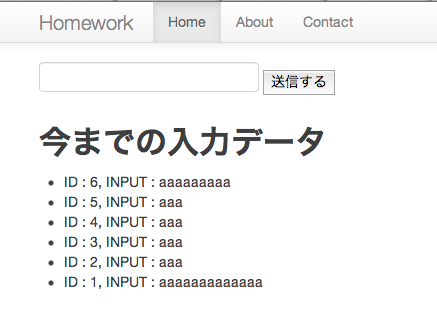 Homework Home About Contact
送信する
今までの入力データ
ID : 6, INPUT : aaaaaaaaa
ID : 5, INPUT : aaa
ID : 4, INPUT : aaa
ID : 3, INPUT : aaa
ID : 2, INPUT : aaa
ID : 1, INPUT : aaaaaaaaaaaaa